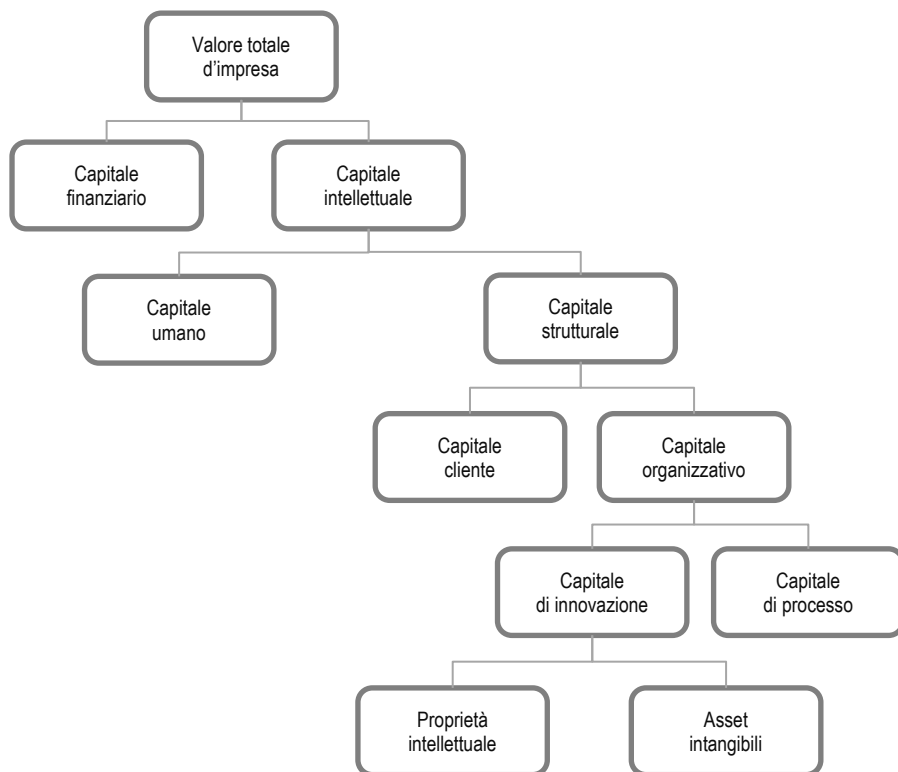 Valore totale
d’impresa
Capitale
finanziario
Capitale
intellettuale
Capitale
umano
Capitale
strutturale
Capitale
cliente
Capitale
organizzativo
Capitale
di innovazione
Capitale
di processo
Proprietà
intellettuale
Asset
intangibili